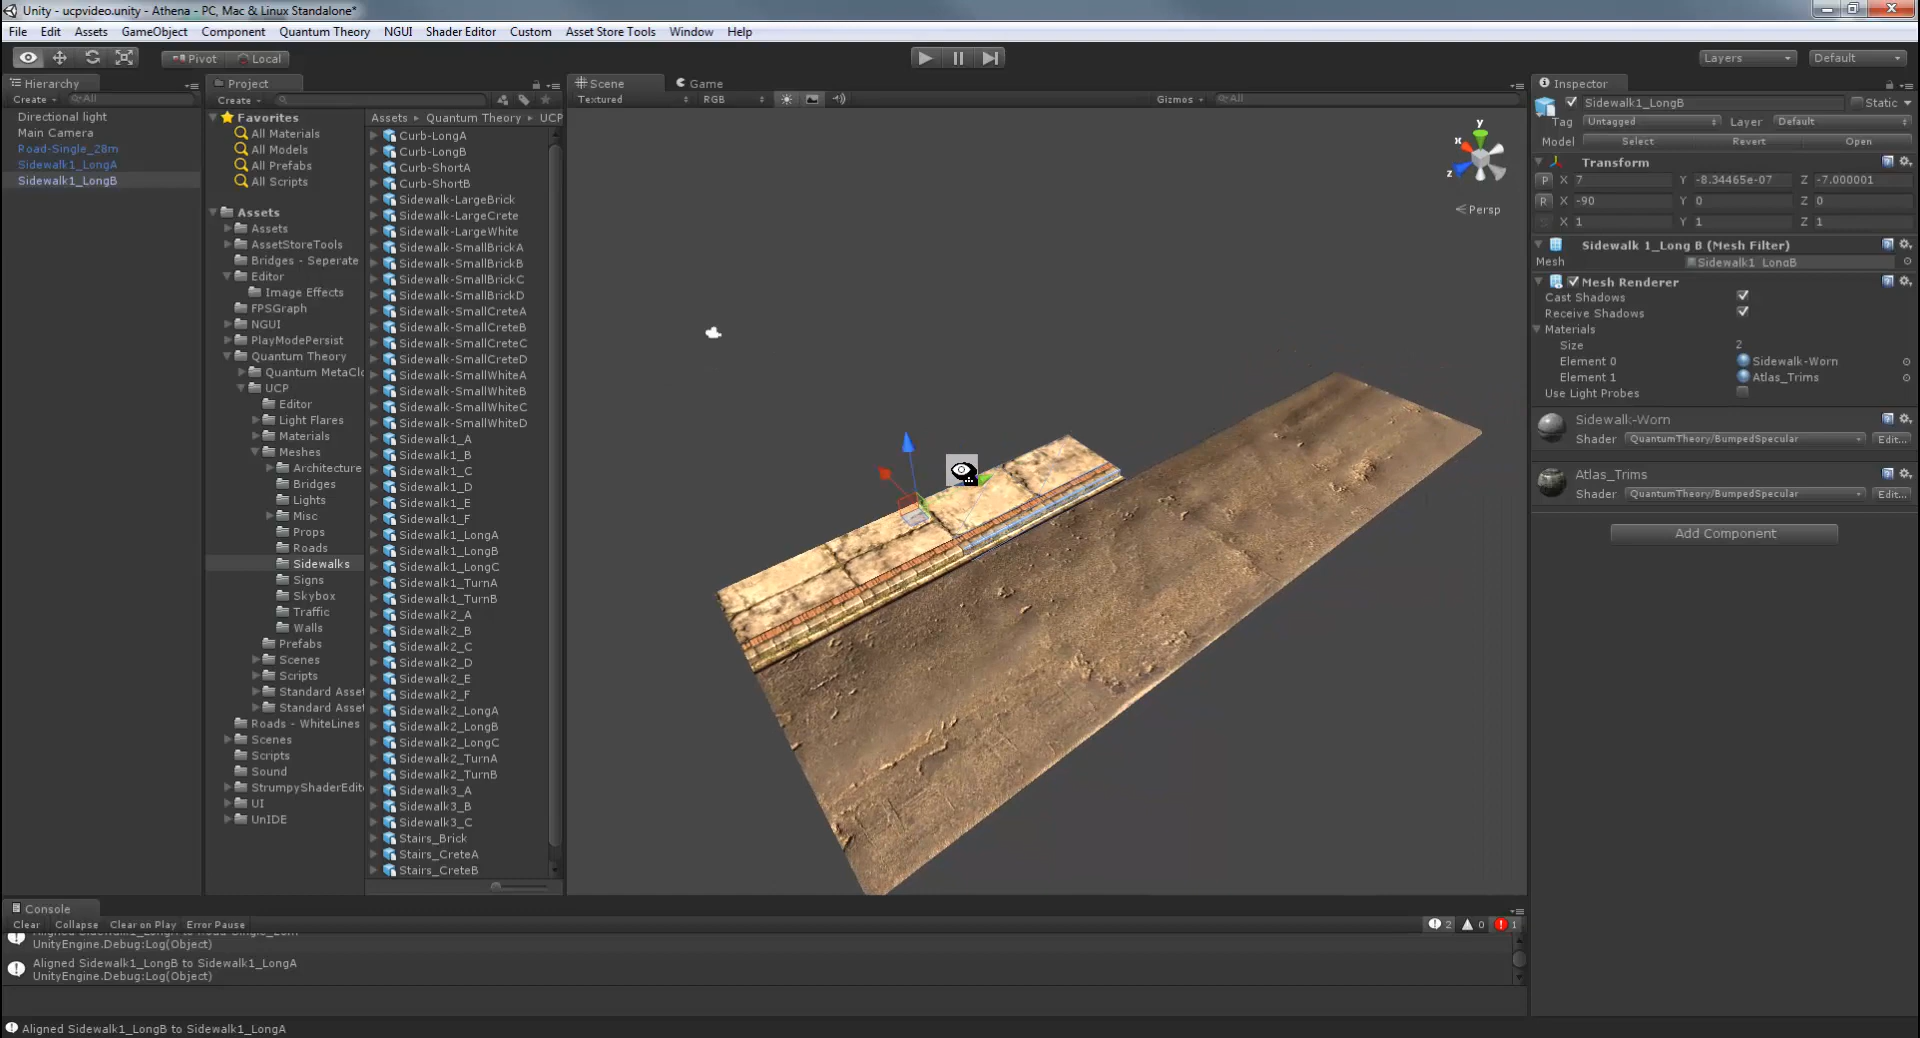 Unity - ucpvideo.unity - Athena - PC, Mac & Linux Standalone*
File Edit Assets GameObject Component Quantum Theory NGUI Shader Editor Custom Asset Store Tools Window Help
Pivot Local Layers Default
Hierarchy
Create All
Directional light
Main Camera
Road-Single_28m
Sidewalk1_LongA
Sidewalk1_LongB
Project
Create
Favorites
All Materials
All Models
All Prefabs
All Scripts
Assets
Assets
AssetStoreTools
Bridges - Seperate
Editor
Image Effects
FPSGraph
NGUI
PlayModePersist
Quantum Theory
Quantum MetaClo
UCP
Editor
Light Flares
Materials
Meshes
Architecture
Bridges
Lights
Misc
Props
Roads
Sidewalks
Signs
Skybox
Traffic
Walls
Prefabs
Scenes
Scripts
Standard Asset
Standard Asset
Roads - WhiteLines
Scenes
Scripts
Sound
StrumpyShaderEdit
UI
UnIDE
Assets Quantum Theory UCP
Curb-LongA
Curb-LongB
Curb-ShortA
Curb-ShortB
Sidewalk-LargeBrick
Sidewalk-LargeCrete
Sidewalk-LargeWhite
Sidewalk-SmallBrickA
Sidewalk-SmallBrickB
Sidewalk-SmallBrickC
Sidewalk-SmallBrickD
Sidewalk-SmallCreteA
Sidewalk-SmallCreteB
Sidewalk-SmallCreteC
Sidewalk-SmallCreteD
Sidewalk-SmallWhiteA
Sidewalk-SmallWhiteB
Sidewalk-SmallWhiteC
Sidewalk-SmallWhiteD
Sidewalk1_A
Sidewalk1_B
Sidewalk1_C
Sidewalk1_D
Sidewalk1_E
Sidewalk1_F
Sidewalk1_LongA
Sidewalk1_LongB
Sidewalk1_LongC
Sidewalk1_TurnA
Sidewalk1_TurnB
Sidewalk2_A
Sidewalk2_B
Sidewalk2_C
Sidewalk2_D
Sidewalk2_E
Sidewalk2_F
Sidewalk2_LongA
Sidewalk2_LongB
Sidewalk2_LongC
Sidewalk2_TurnA
Sidewalk2_TurnB
Sidewalk3_A
Sidewalk3_B
Sidewalk3_C
Stairs_Brick
Stairs_CreteA
Stairs_CreteB
Scene Game
Textured RGB Gizmos All
y
x
z
Persp
Inspector
Sidewalk1_LongB Static
Tag Untagged Layer Default
Model Select Revert Open
Transform
P X 7 Y -8.34465e-07 Z -7.000001
R X -90 Y 0 Z 0
X 1 Y 1 Z 1
Sidewalk 1_Long B (Mesh Filter)
Mesh Sidewalk1_LongB
Mesh Renderer
Cast Shadows
Receive Shadows
Materials
Size 2
Element 0 Sidewalk-Worn
Element 1 Atlas_Trims
Use Light Probes
Sidewalk-Worn
Shader QuantumTheory/BumpedSpecular Edit...
Atlas_Trims
Shader QuantumTheory/BumpedSpecular Edit...
Add Component
Console
Clear Collapse Clear on Play Error Pause 2 0 1
UnityEngine.Debug:Log(Object)
Aligned Sidewalk1_LongB to Sidewalk1_LongA
UnityEngine.Debug:Log(Object)
Aligned Sidewalk1_LongB to Sidewalk1_LongA